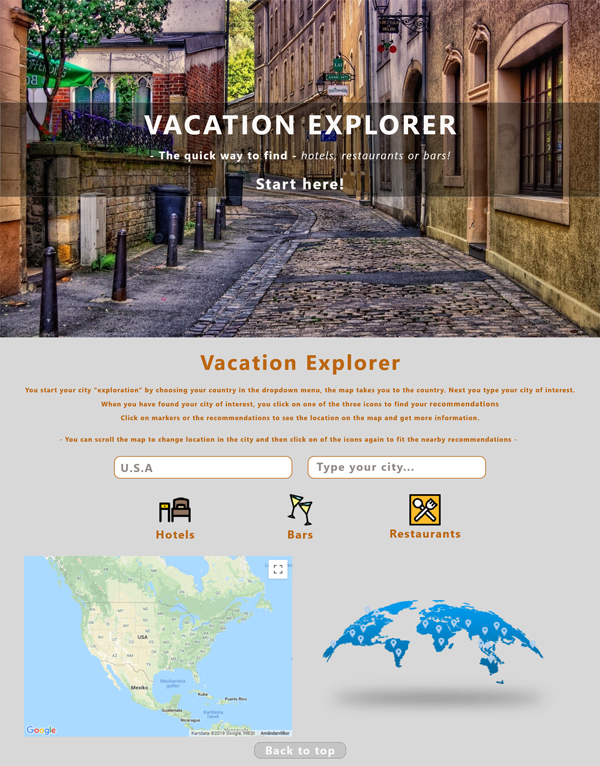 VACATION EXPLORER
- The quick way to find - hotels, restaurants or bars!
Start here!
Vacation Explorer
You start your city "exploration" by choosing your country in the dropdown menu, the map takes you to the country. Next you type your city of interest.
When you have found your city of interest, you click on one of the three icons to find your recommendations
Click on markers or the recommendations to see the location on the map and get more information.
- You can scroll the map to change location in the city and then click on of the icons again to fit the nearby recommendations -
U.S.A
Type your city...
Hotels
Bars
Restaurants
USA
Mexiko
Mexikanska
golfen
Kuba
Puerto Rico
Guatemala
Karibiska
havet
Nicaragua
Google
Kartdata ©2019 Google, INEGI
Användarvillkor
Back to top